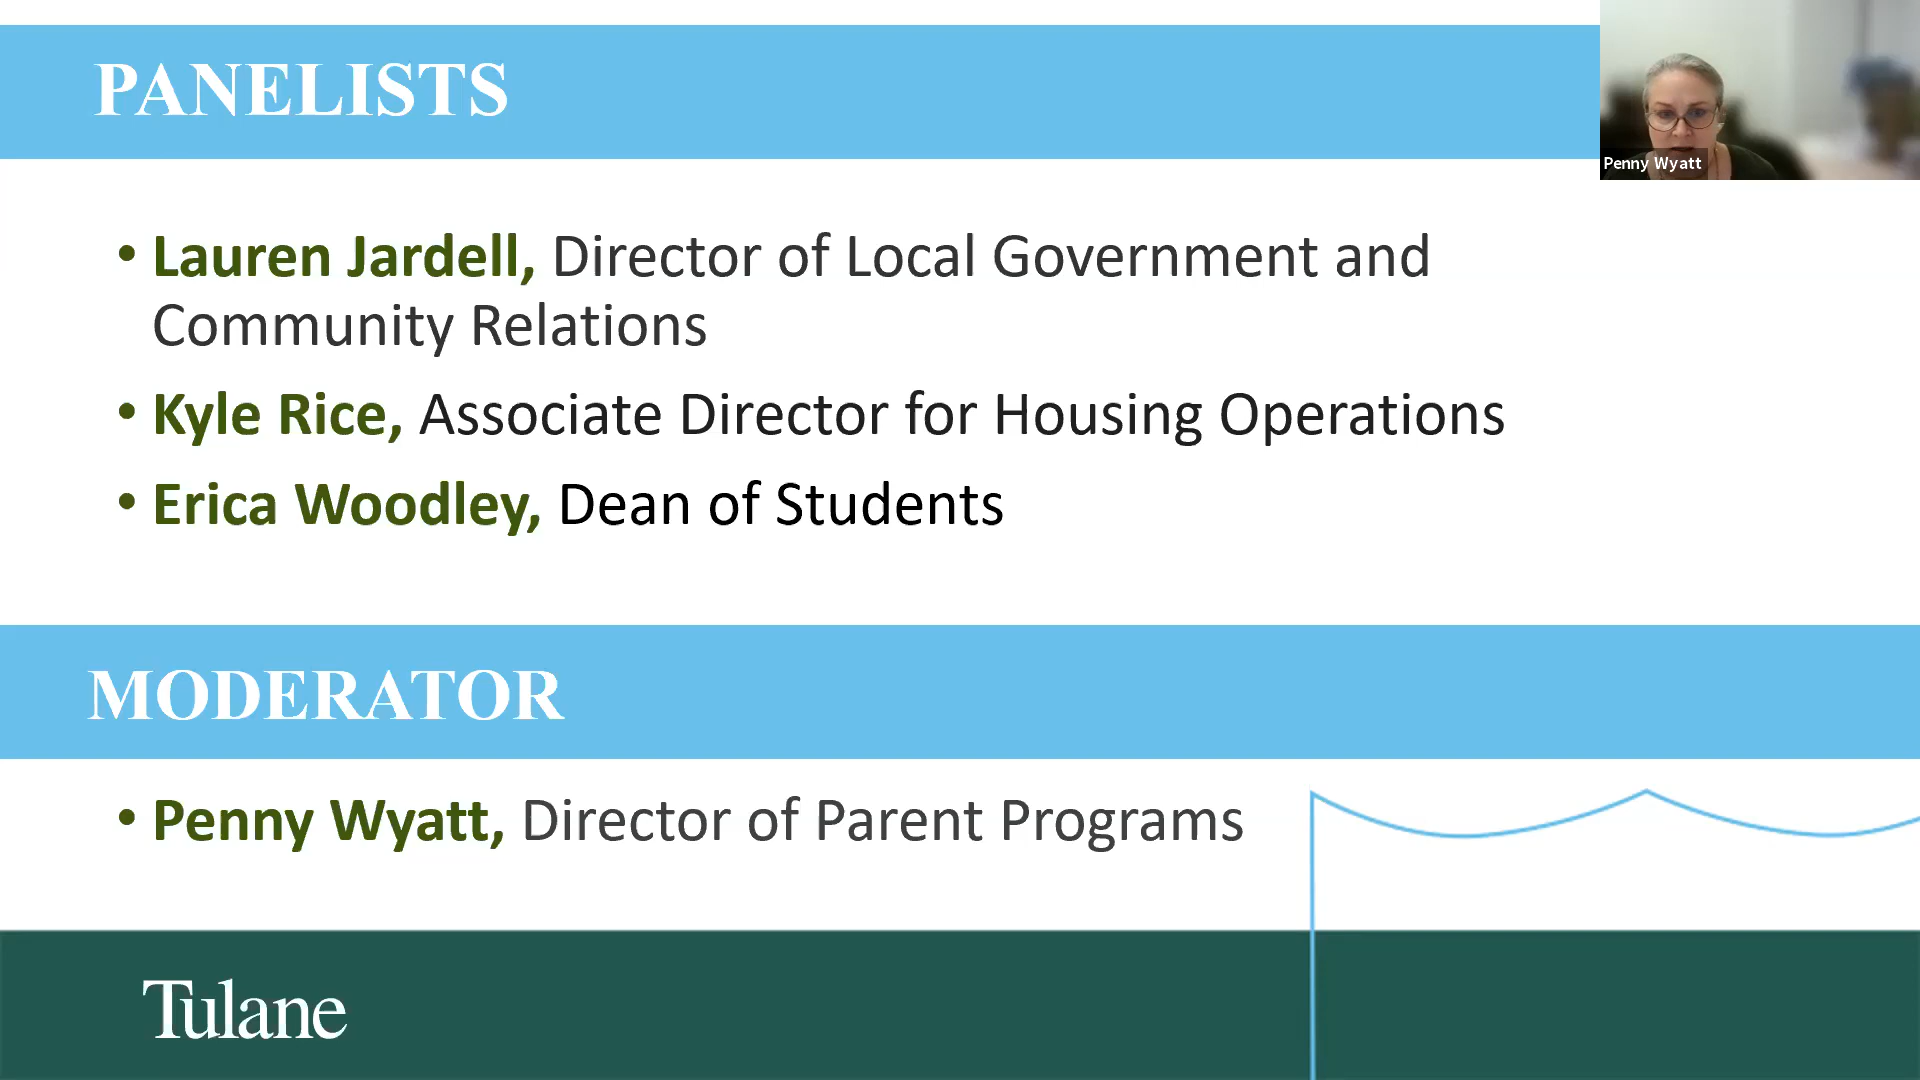 PANELISTS
Penny Wyatt
• Lauren Jardell, Director of Local Government and
Community Relations
• Kyle Rice, Associate Director for Housing Operations
• Erica Woodley, Dean of Students
MODERATOR
• Penny Wyatt, Director of Parent Programs
Tulane